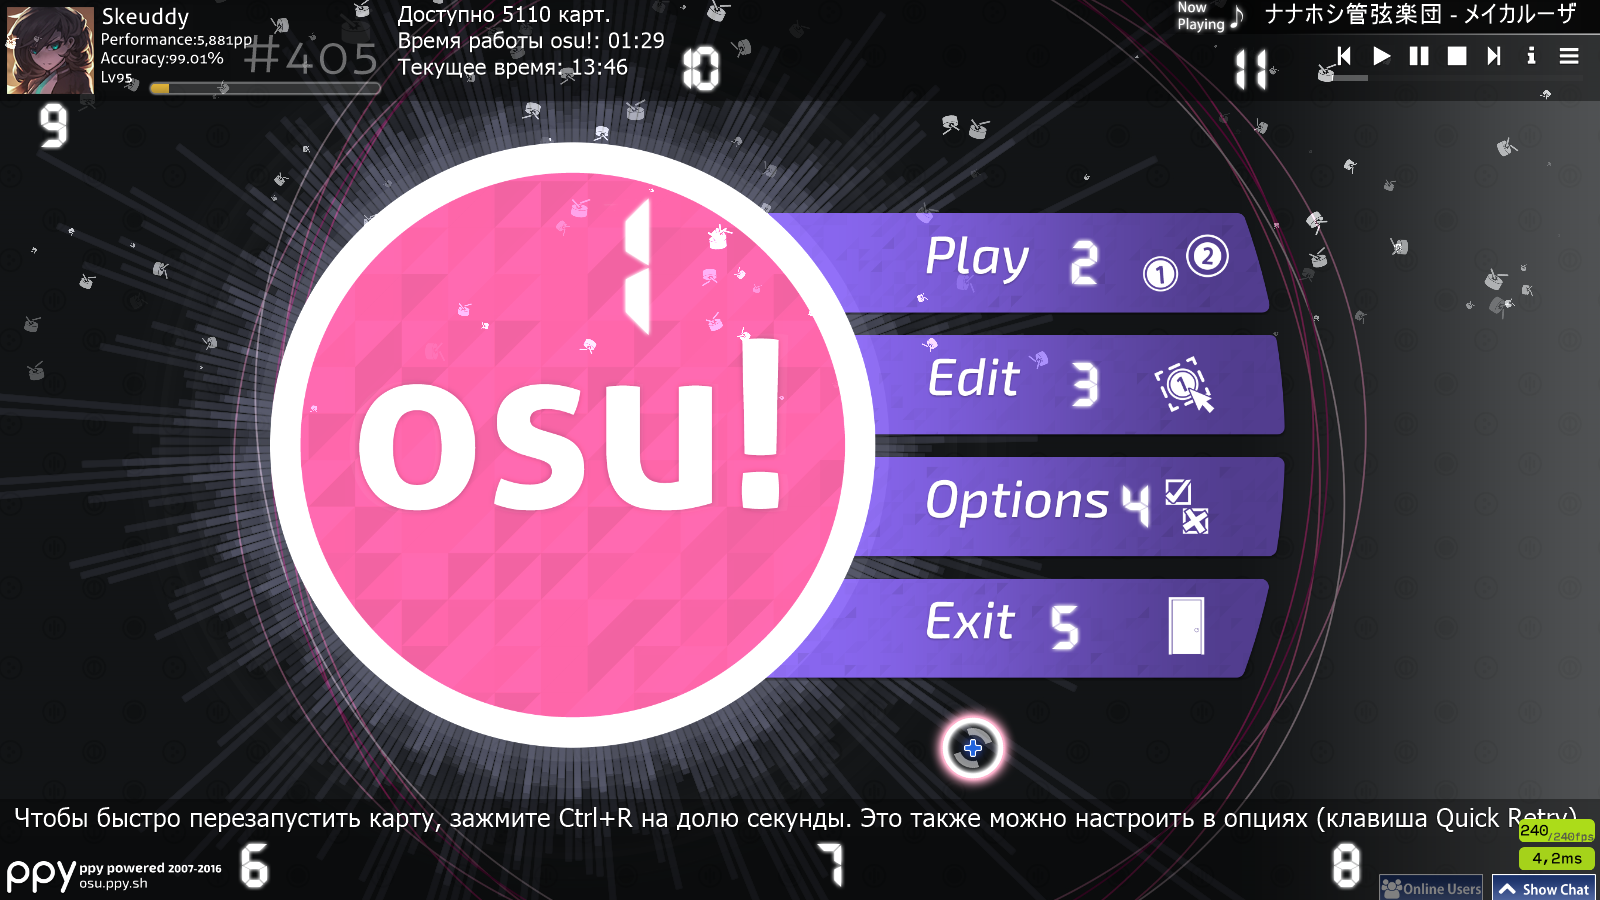 Skeuddy
Performance:5,881pp
Accuracy:99.01%
Lv95
#405
Доступно 5110 карт.
Время работы osu!: 01:29
Текущее время: 13:46
Now Playing
ナナホシ管弦楽団 - メイカルーザ
9
10
11
1
osu!
Play 2
1 2
Edit 3
1
Options 4
Exit 5
Чтобы быстро перезапустить карту, зажмите Ctrl+R на долю секунды. Это также можно настроить в опциях (клавиша Quick Retry)
240/240fps
4,2ms
ppy
ppy powered 2007-2016
osu.ppy.sh
6
7
8
Online Users
Show Chat